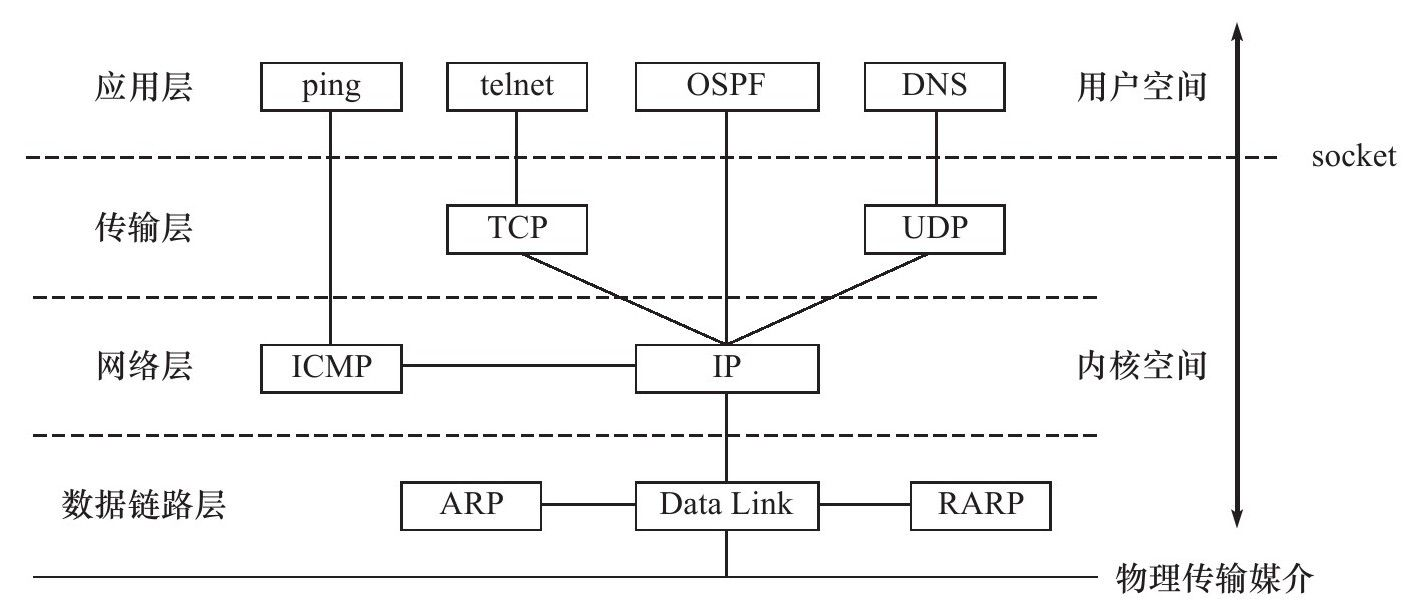 应用层 ping telnet OSPF DNS 用户空间
socket
传输层 TCP UDP
网络层 ICMP IP 内核空间
数据链路层 ARP Data Link RARP
物理传输媒介